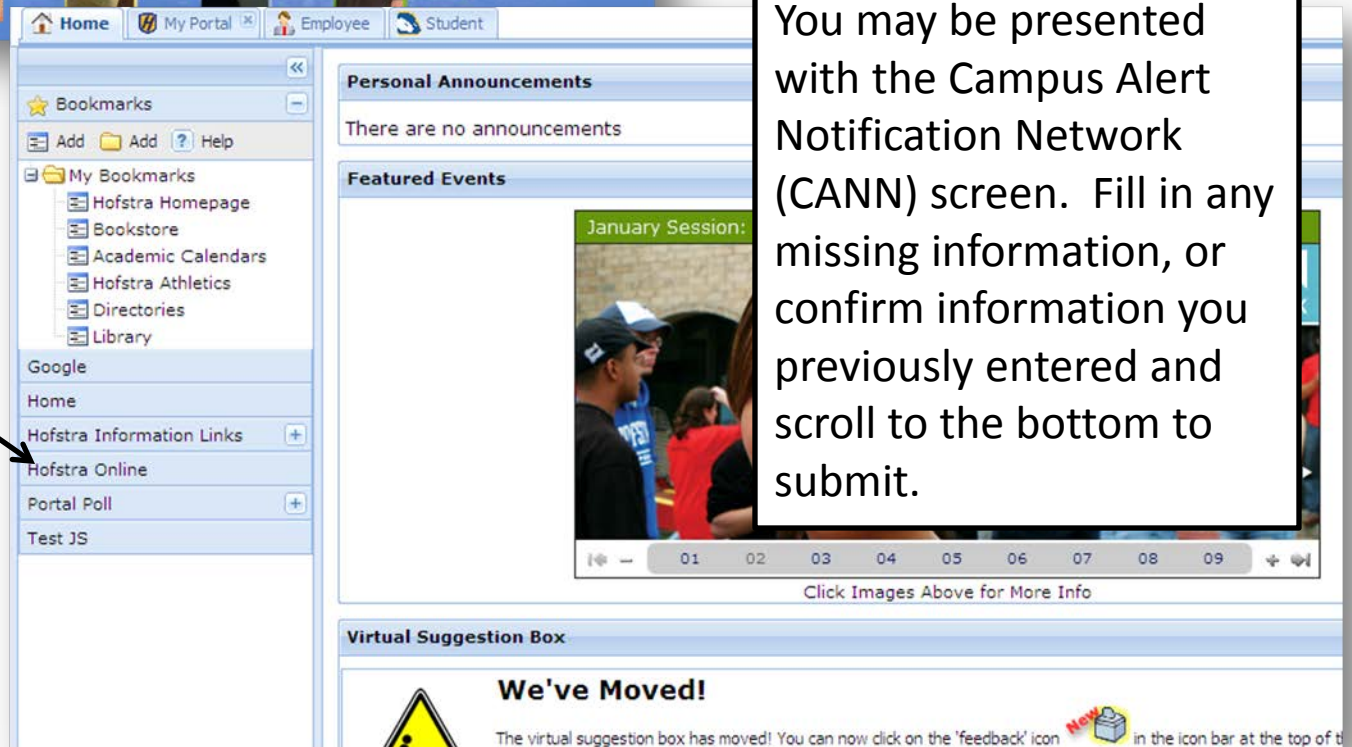 Home
My Portal
Employee
Student
Bookmarks
Add
Add
Help
My Bookmarks
Hofstra Homepage
Bookstore
Academic Calendars
Hofstra Athletics
Directories
Library
Google
Home
Hofstra Information Links
Hofstra Online
Portal Poll
Test JS
Personal Announcements
There are no announcements
Featured Events
January Session:
01 02 03 04 05 06 07 08 09
Click Images Above for More Info
Virtual Suggestion Box
We've Moved!
The virtual suggestion box has moved! You can now click on the 'feedback' icon New in the icon bar at the top of
You may be presented
with the Campus Alert
Notification Network
(CANN) screen. Fill in any
missing information, or
confirm information you
previously entered and
scroll to the bottom to
submit.